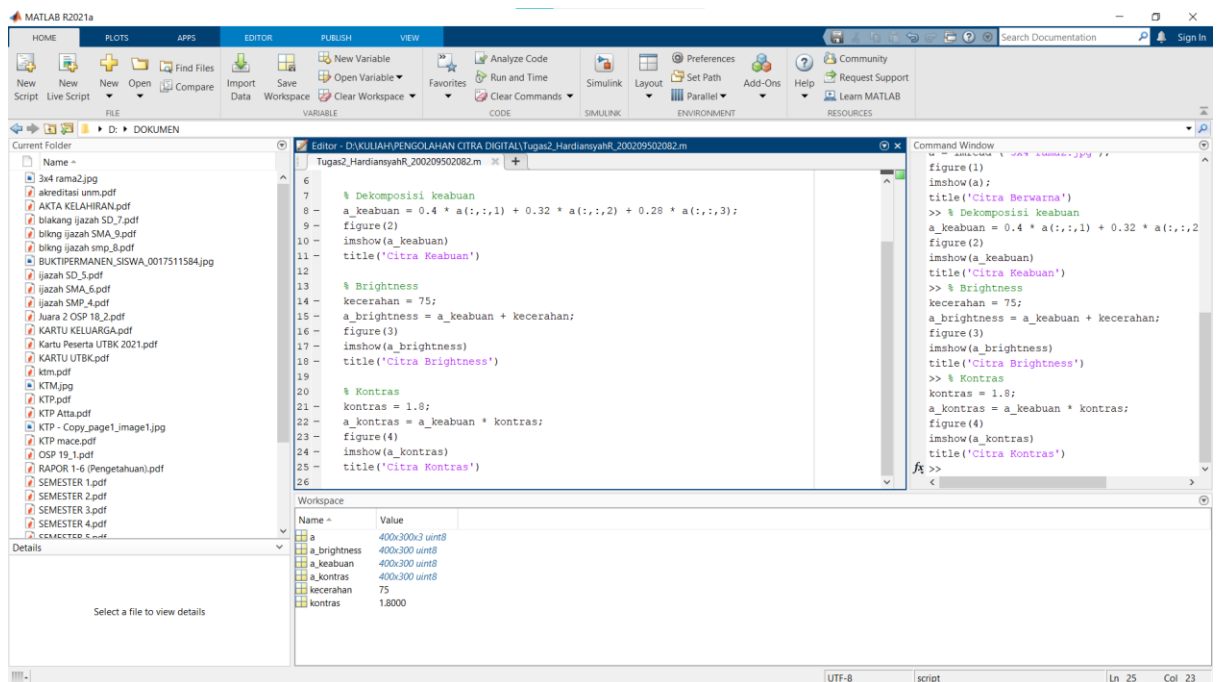 MATLAB R2021a
HOME PLOTS APPS EDITOR PUBLISH VIEW Search Documentation Sign In
New Script
New Live Script
New
Open
Find Files
Compare
Import Data
Save Workspace
New Variable
Open Variable
Clear Workspace
Favorites
Analyze Code
Run and Time
Clear Commands
Simulink
Layout
Preferences
Set Path
Parallel
Add-Ons
Help
Community
Request Support
Learn MATLAB
FILE VARIABLE CODE SIMULINK ENVIRONMENT RESOURCES
D: DOKUMEN
Current Folder
Name
3x4 rama2.jpg
akreditasi unm.pdf
AKTA KELAHIRAN.pdf
blakang ijazah SD_7.pdf
blkng ijazah SMA_9.pdf
blkng ijazah smp_8.pdf
BUKTIPERMANEN_SISWA_0017511584.jpg
ijazah SD_5.pdf
ijazah SMA_6.pdf
ijazah SMP_4.pdf
Juara 2 OSP 18_2.pdf
KARTU KELUARGA.pdf
Kartu Peserta UTBK 2021.pdf
KARTU UTBK.pdf
ktm.pdf
KTM.jpg
KTP.pdf
KTP Atta.pdf
KTP - Copy_page1_image1.jpg
KTP mace.pdf
OSP 19_1.pdf
RAPOR 1-6 (Pengetahuan).pdf
SEMESTER 1.pdf
SEMESTER 2.pdf
SEMESTER 3.pdf
SEMESTER 4.pdf
SEMESTER 5.pdf
Details
Select a file to view details
Editor - D:\KULIAH\PENGOLAHAN CITRA DIGITAL\Tugas2_HardiansyahR_200209502082.m
Tugas2_HardiansyahR_200209502082.m
6
7 % Dekomposisi keabuan
8 - a_keabuan = 0.4 * a(:,:,1) + 0.32 * a(:,:,2) + 0.28 * a(:,:,3);
9 - figure(2)
10 - imshow(a_keabuan)
11 - title('Citra Keabuan')
12
13 % Brightness
14 - kecerahan = 75;
15 - a_brightness = a_keabuan + kecerahan;
16 - figure(3)
17 - imshow(a_brightness)
18 - title('Citra Brightness')
19
20 % Kontras
21 - kontras = 1.8;
22 - a_kontras = a_keabuan * kontras;
23 - figure(4)
24 - imshow(a_kontras)
25 - title('Citra Kontras')
26
Command Window
a = imread ('3x4 rama2.jpg');
figure(1)
imshow(a);
title('Citra Berwarna')
>> % Dekomposisi keabuan
a_keabuan = 0.4 * a(:,:,1) + 0.32 * a(:,:,2
figure(2)
imshow(a_keabuan)
title('Citra Keabuan')
>> % Brightness
kecerahan = 75;
a_brightness = a_keabuan + kecerahan;
figure(3)
imshow(a_brightness)
title('Citra Brightness')
>> % Kontras
kontras = 1.8;
a_kontras = a_keabuan * kontras;
figure(4)
imshow(a_kontras)
title('Citra Kontras')
fx >>
Workspace
Name Value
a 400x300x3 uint8
a_brightness 400x300 uint8
a_keabuan 400x300 uint8
a_kontras 400x300 uint8
kecerahan 75
kontras 1.8000
UTF-8 script Ln 25 Col 23